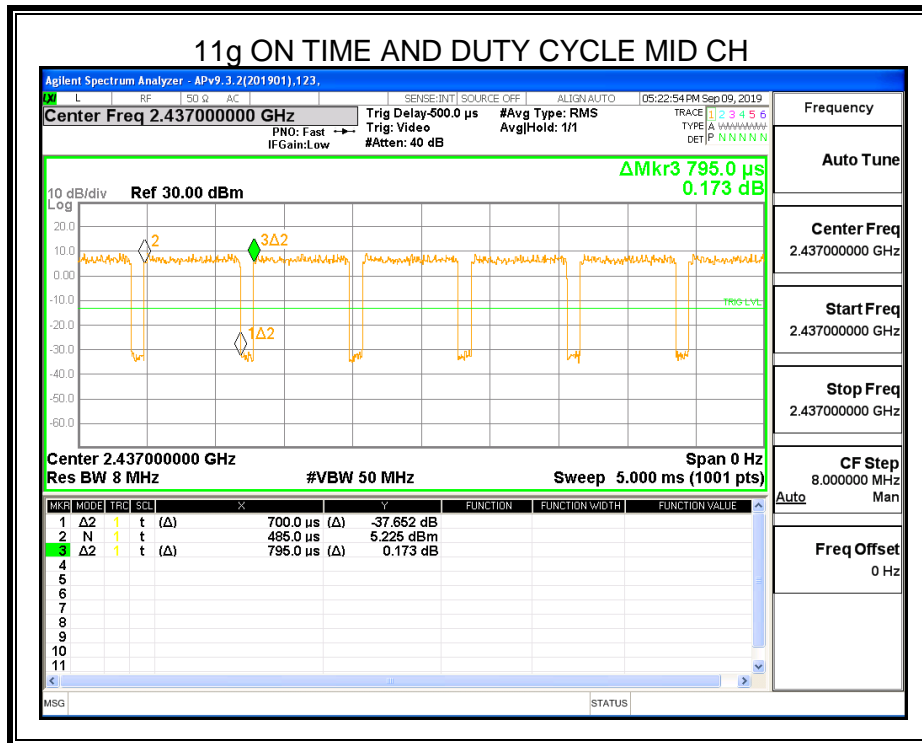 11g ON TIME AND DUTY CYCLE MID CH
Agilent Spectrum Analyzer - APv9.3.2(201901),123,
LXI L RF 50 Ω AC SENSE:INT SOURCE OFF ALIGN AUTO 05:22:54 PM Sep 09, 2019
Center Freq 2.437000000 GHz
PNO: Fast
IFGain:Low
Trig Delay-500.0 µs
Trig: Video
#Atten: 40 dB
#Avg Type: RMS
Avg|Hold: 1/1
TRACE 1 2 3 4 5 6
TYPE A WWWWW
DET P N N N N N
ΔMkr3 795.0 µs
0.173 dB
10 dB/div Ref 30.00 dBm
Log
20.0
10.0
0.00
-10.0
-20.0
-30.0
-50.0
-60.0
2
3Δ2
1Δ2
TRIG LVL
Center 2.437000000 GHz Span 0 Hz
Res BW 8 MHz #VBW 50 MHz Sweep 5.000 ms (1001 pts)
MKR MODE TRC SCL X Y FUNCTION FUNCTION WIDTH FUNCTION VALUE
1 Δ2 1 t (Δ) 700.0 µs (Δ) -37.652 dB
2 N 1 t 485.0 µs 5.225 dBm
3 Δ2 1 t (Δ) 795.0 µs (Δ) 0.173 dB
4
5
6
7
8
9
10
11
MSG STATUS
Frequency
Auto Tune
Center Freq
2.437000000 GHz
Start Freq
2.437000000 GHz
Stop Freq
2.437000000 GHz
CF Step
8.000000 MHz
Auto Man
Freq Offset
0 Hz